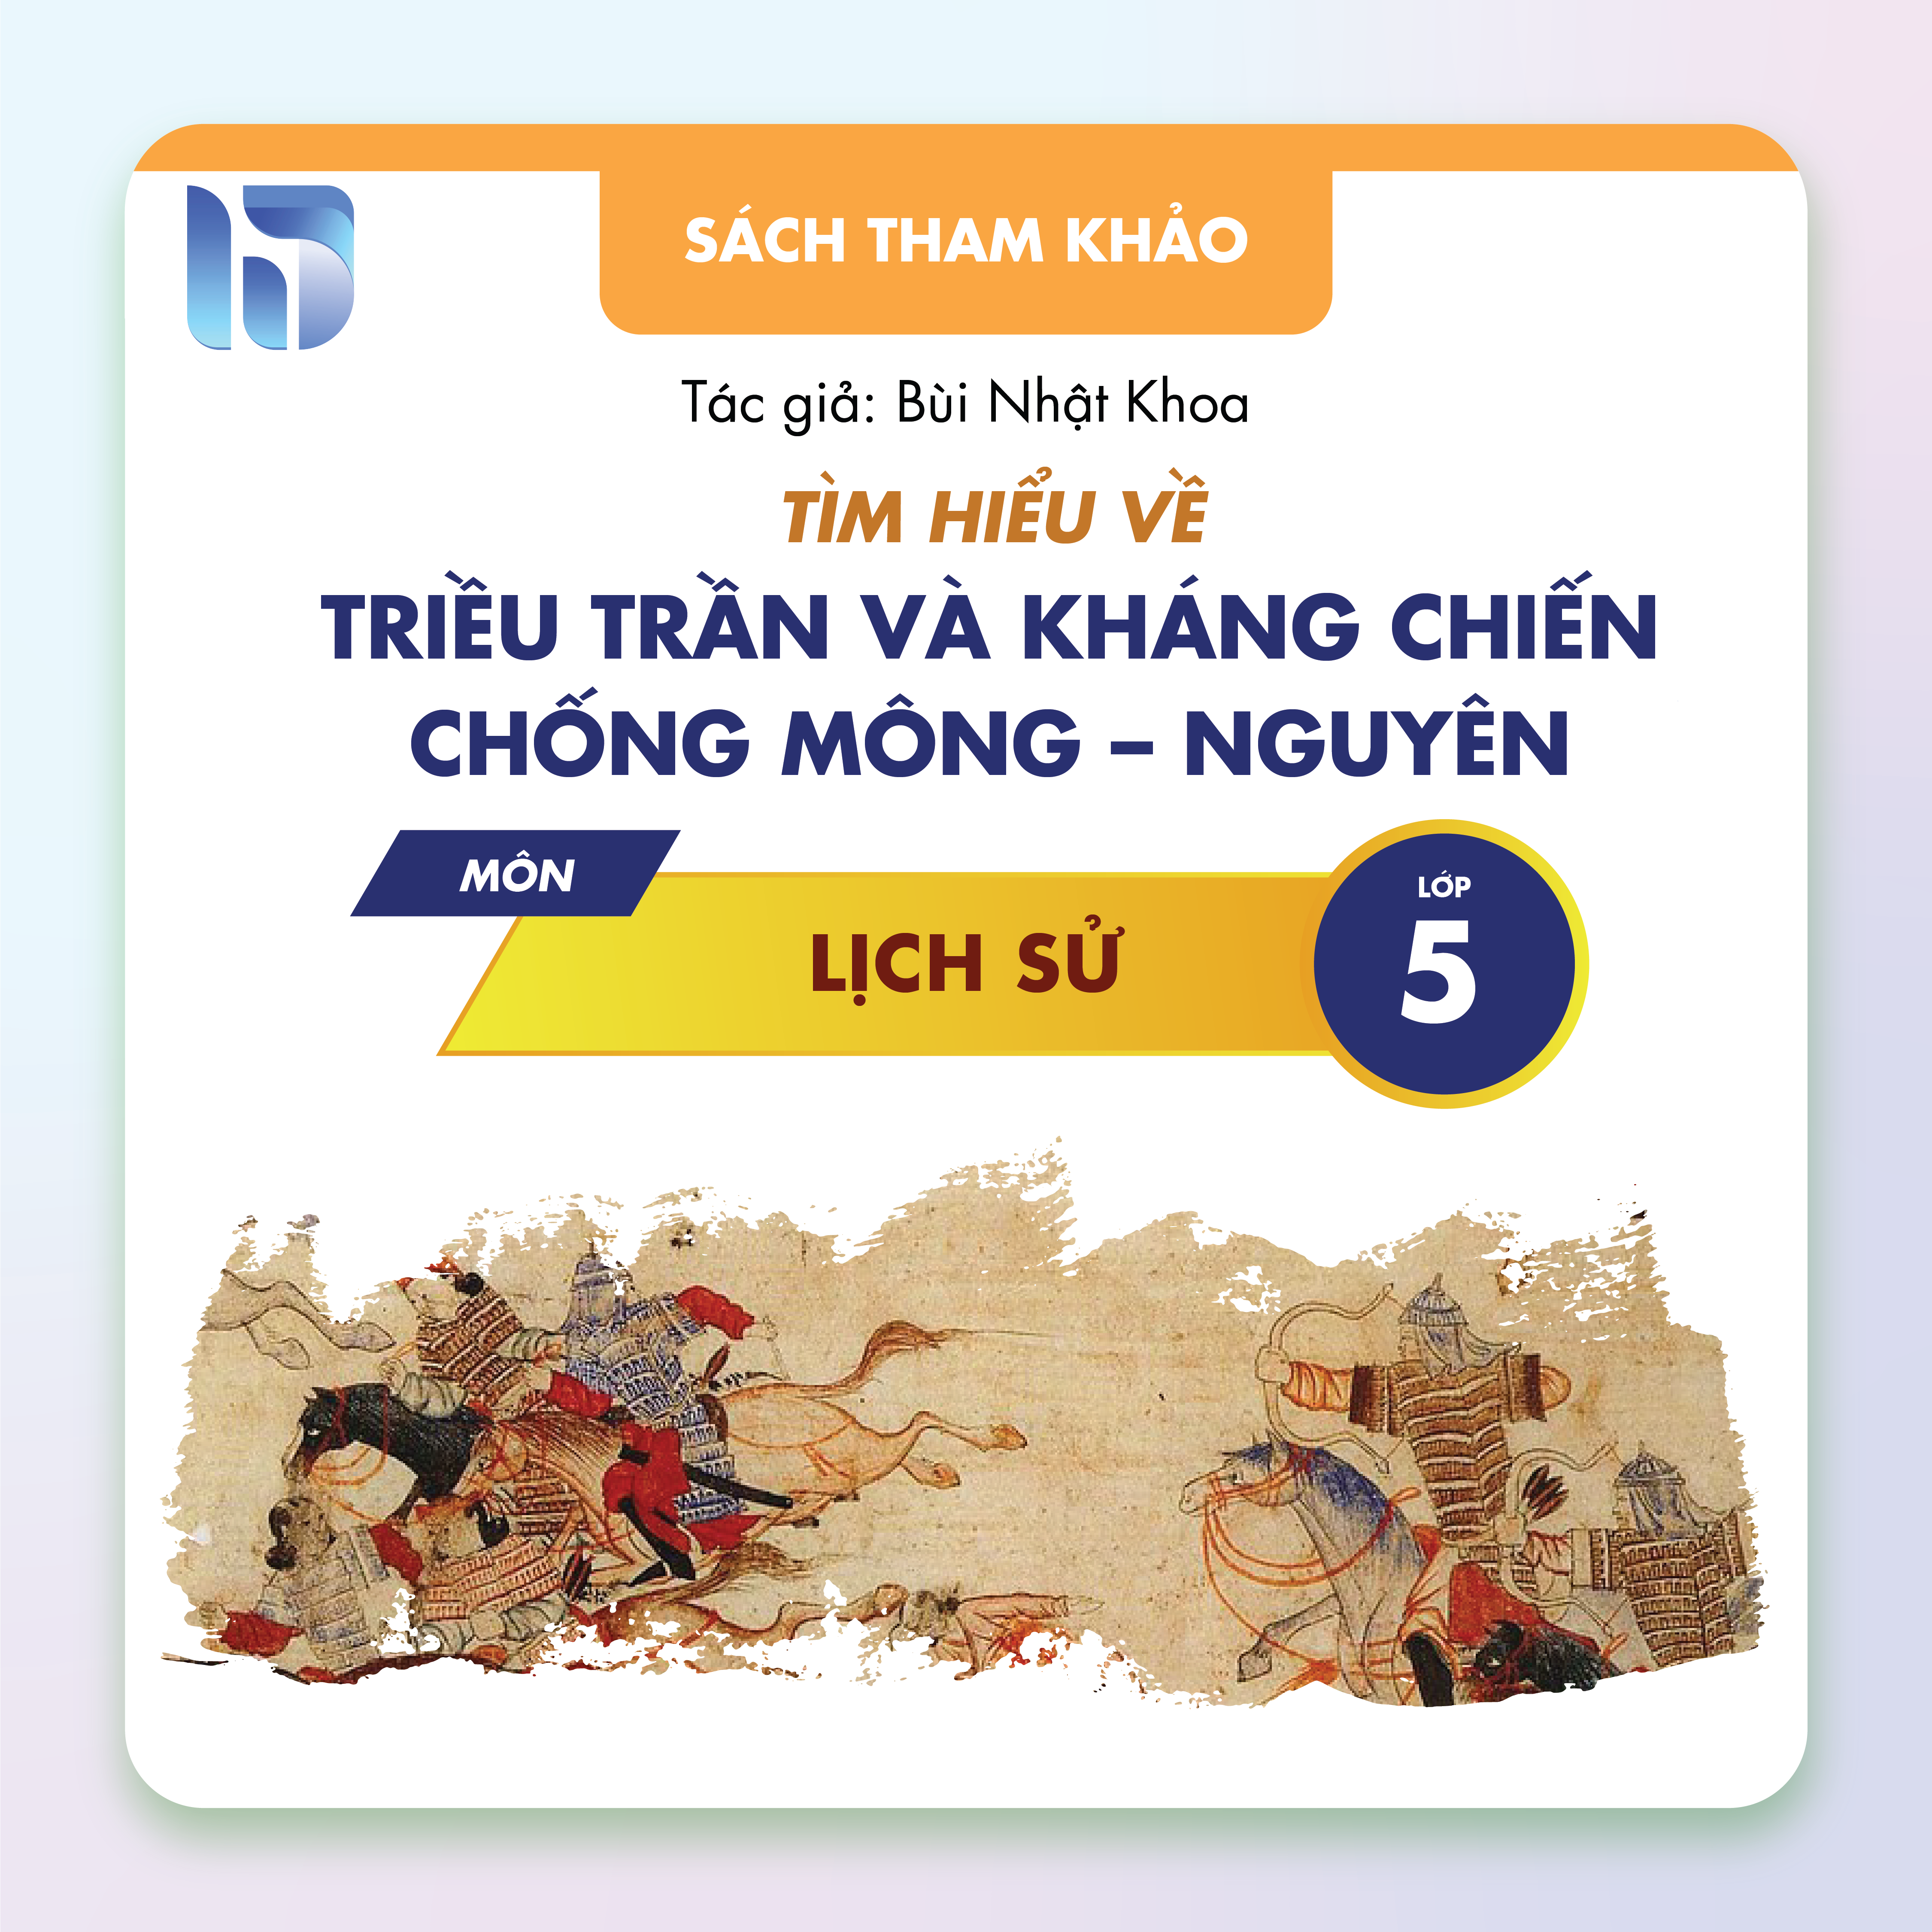 SÁCH THAM KHẢO
Tác giả: Bùi Nhật Khoa
TÌM HIỂU VỀ
TRIỀU TRẦN VÀ KHÁNG CHIẾN
CHỐNG MÔNG – NGUYÊN
MÔN
LỊCH SỬ
LỚP
5